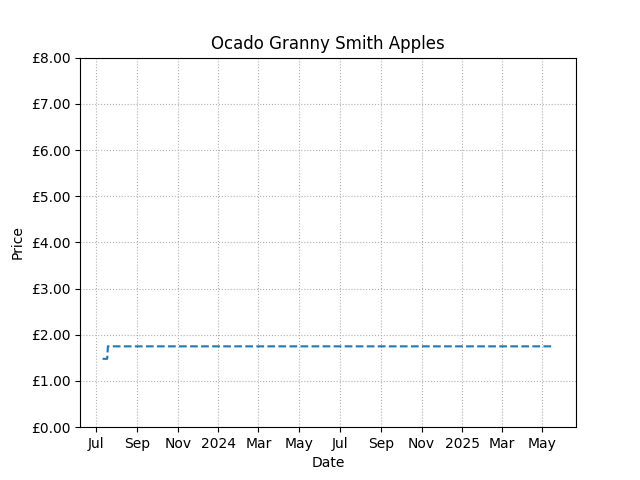 Ocado Granny Smith Apples
£8.00
£7.00
£6.00
£5.00
£4.00
£3.00
£2.00
£1.00
£0.00
Price
Jul Sep Nov 2024 Mar May Jul Sep Nov 2025 Mar May
Date